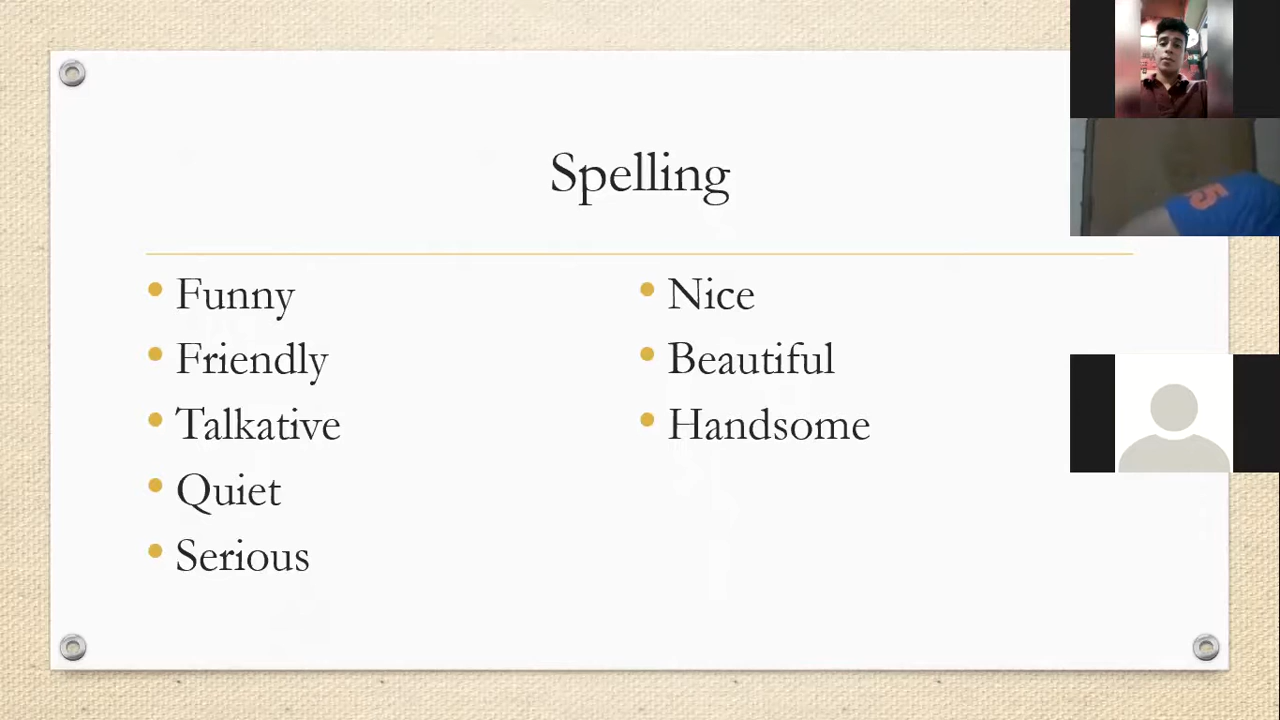 Spelling
• Funny
• Friendly
• Talkative
• Quiet
• Serious
• Nice
• Beautiful
• Handsome